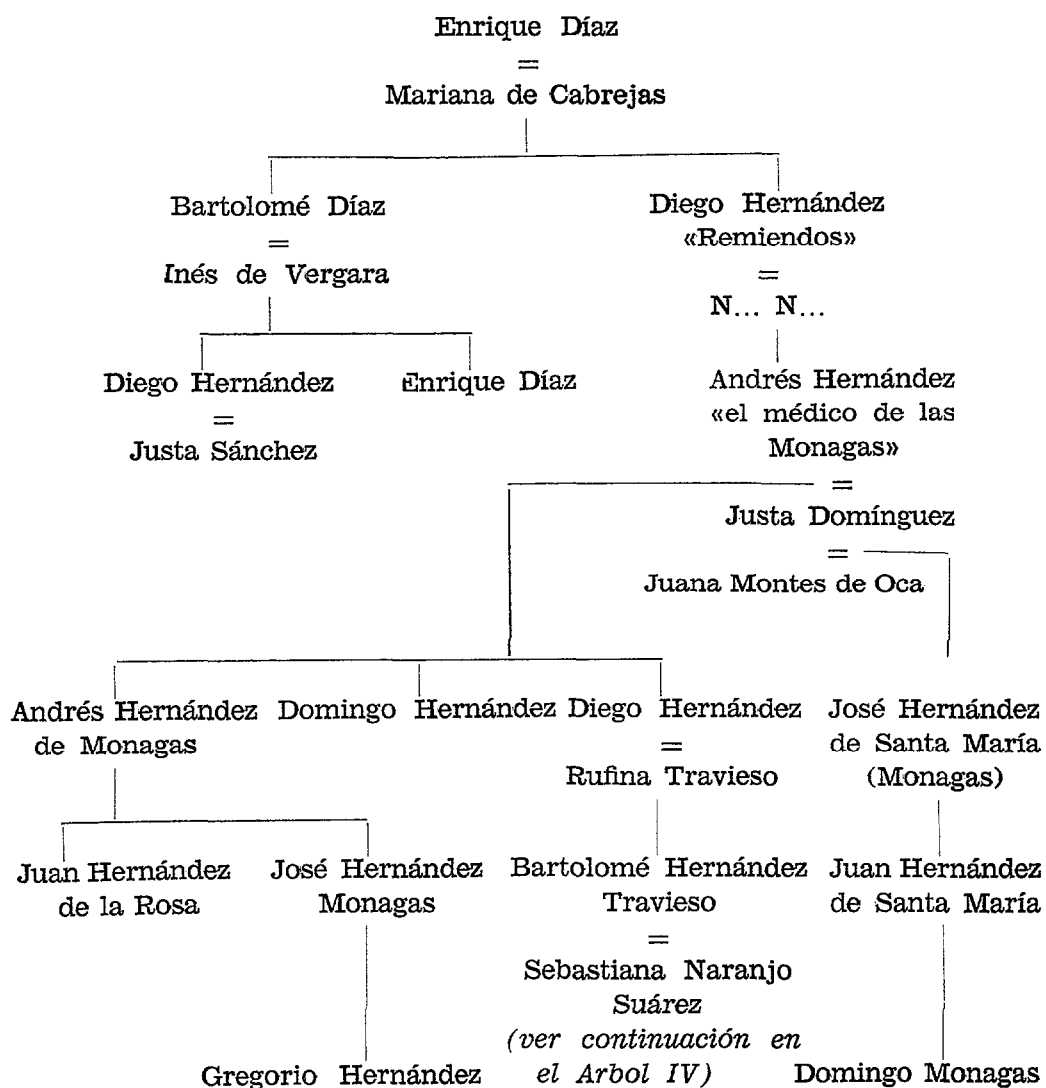 Enrique Díaz
=
Mariana de Cabrejas
Bartolomé Díaz
=
Inés de Vergara
Diego Hernández
«Remiendos»
=
N... N...
Diego Hernández
=
Justa Sánchez
Enrique Díaz
Andrés Hernández
«el médico de las
Monagas»
=
Justa Domínguez
=
Juana Montes de Oca
Andrés Hernández
de Monagas
Domingo Hernández
Diego Hernández
=
Rufina Travieso
José Hernández
de Santa María
(Monagas)
Juan Hernández
de la Rosa
José Hernández
Monagas
Bartolomé Hernández
Travieso
=
Sebastiana Naranjo
Suárez
(ver continuación en
el Arbol IV)
Juan Hernández
de Santa María
Gregorio Hernández
Domingo Monagas